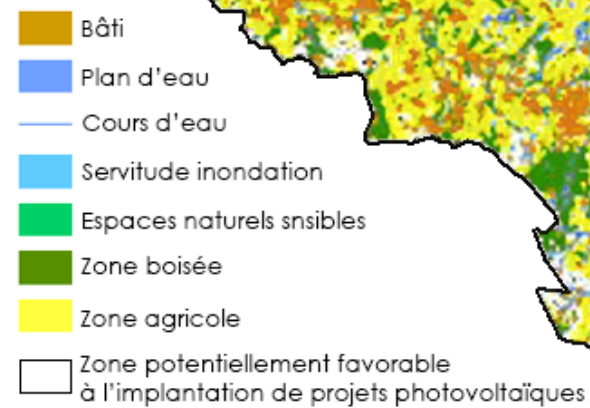 Bâti
Plan d'eau
Cours d'eau
Servitude inondation
Espaces naturels snsibles
Zone boisée
Zone agricole
Zone potentiellement favorable
à l'implantation de projets photovoltaïques